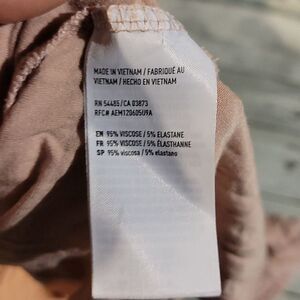 MADE IN VIETNAM / FABRIQUÉ AU
VIETNAM / HECHO EN VIETNAM
RN 54485/CA 03873
RFC# AEM1206050U9A
EN 95% VISCOSE / 5% ELASTANE
FR 95% VISCOSE / 5% ÉLASTHANNE
SP 95% viscosa / 5% elastano